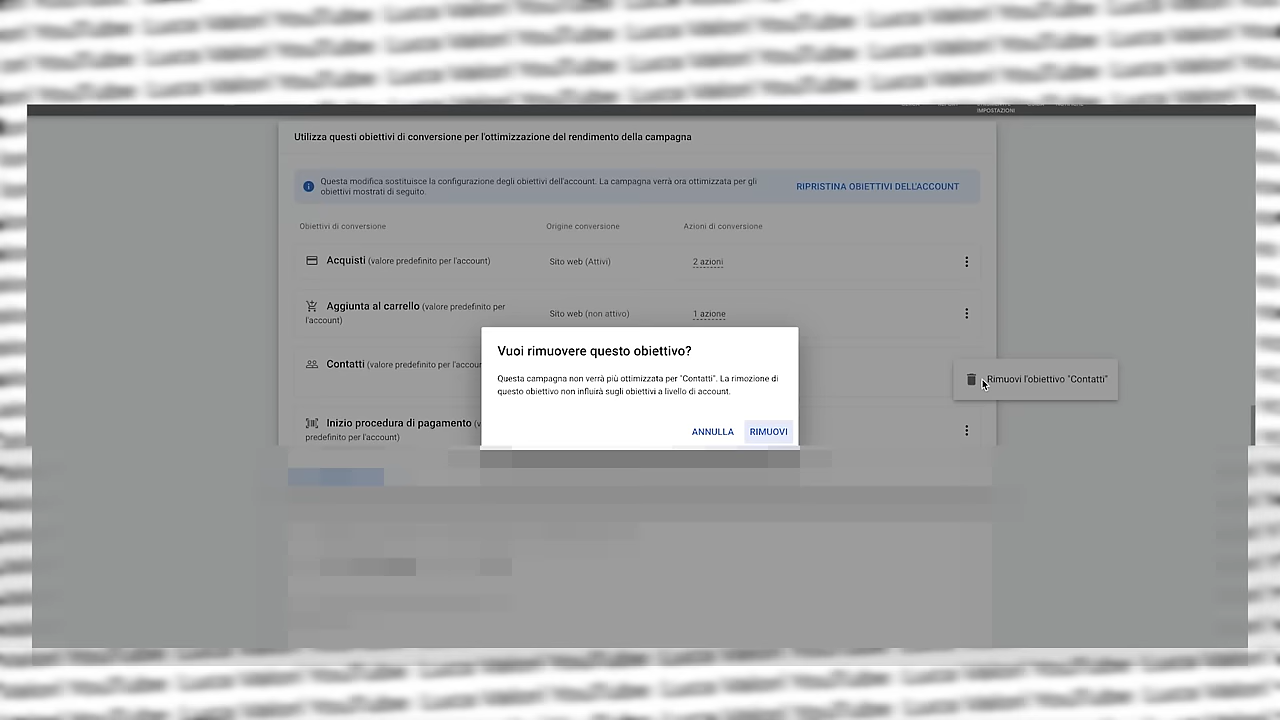 IMPOSTAZIONI
Utilizza questi obiettivi di conversione per l'ottimizzazione del rendimento della campagna
Questa modifica sostituisce la configurazione degli obiettivi dell'account. La campagna verrà ora ottimizzata per gli
obiettivi mostrati di seguito.
RIPRISTINA OBIETTIVI DELL'ACCOUNT
Obiettivi di conversione
Origine conversione
Azioni di conversione
Acquisti (valore predefinito per l'account)
Sito web (Attivi)
2 azioni
Aggiunta al carrello (valore predefinito per
l'account)
Sito web (non attivo)
1 azione
Contatti (valore predefinito per l'accour
Vuoi rimuovere questo obiettivo?
Questa campagna non verrà più ottimizzata per "Contatti". La rimozione di
questo obiettivo non influirà sugli obiettivi a livello di account.
ANNULLA
RIMUOVI
Rimuovi l'obiettivo "Contatti"
Inizio procedura di pagamento (v
predefinito per l'account)